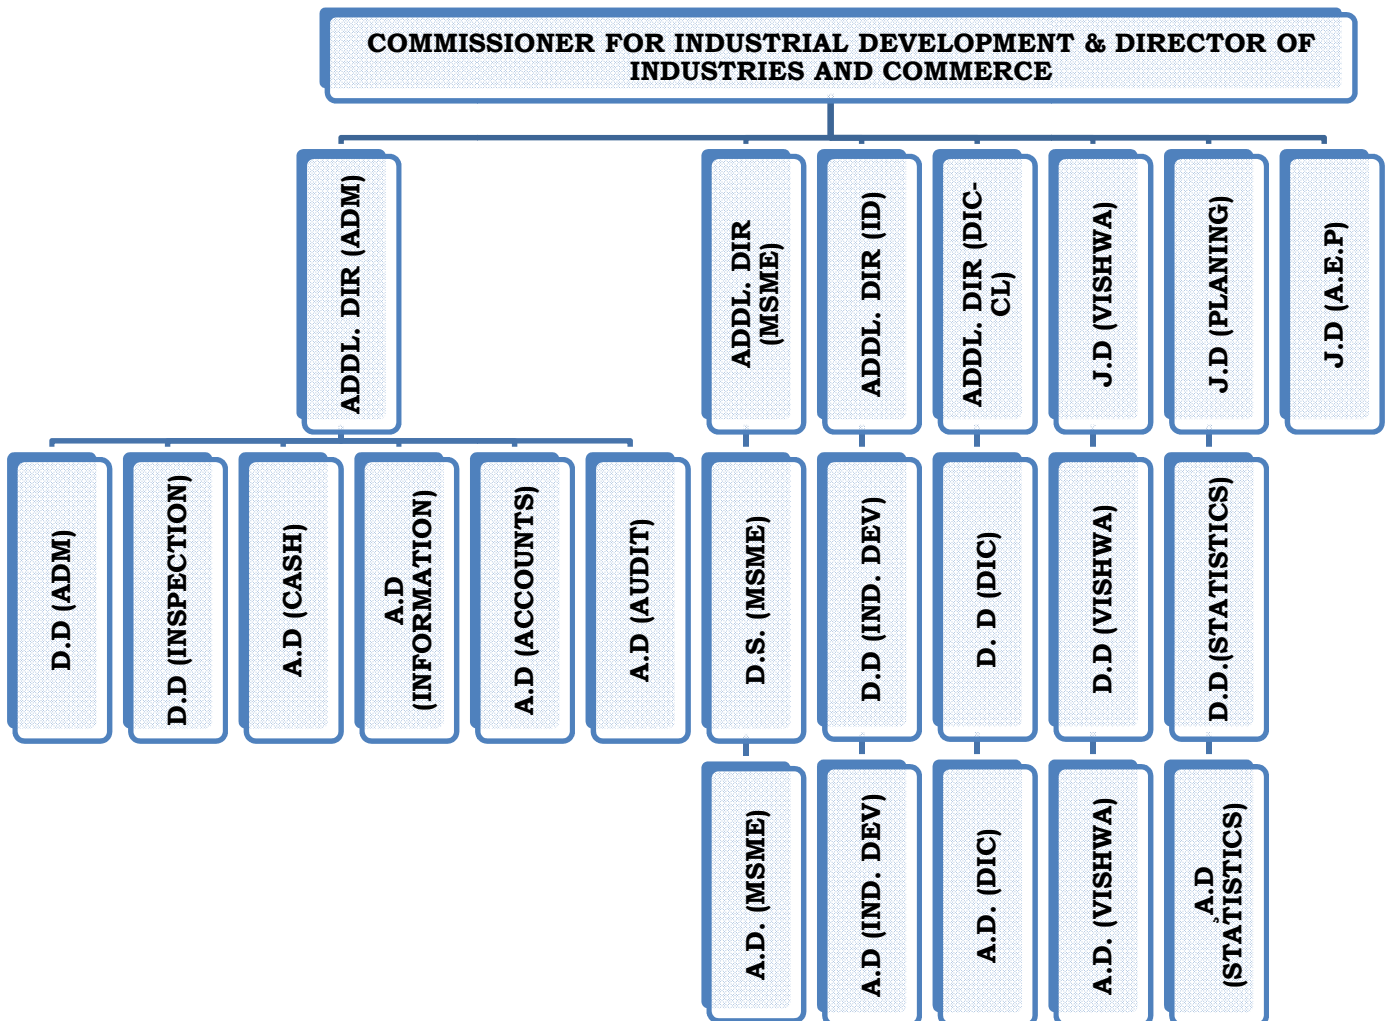 COMMISSIONER FOR INDUSTRIAL DEVELOPMENT & DIRECTOR OF
INDUSTRIES AND COMMERCE
ADDL. DIR (ADM)
ADDL. DIR
(MSME)
ADDL. DIR (ID)
ADDL. DIR (DIC-
CL)
J.D (VISHWA)
J.D (PLANING)
J.D (A.E.P)
D.D (ADM)
D.D (INSPECTION)
A.D (CASH)
A.D
(INFORMATION)
A.D (ACCOUNTS)
A.D (AUDIT)
D.S. (MSME)
D.D (IND. DEV)
D. D (DIC)
D.D (VISHWA)
D.D.(STATISTICS)
A.D. (MSME)
A.D (IND. DEV)
A.D. (DIC)
A.D. (VISHWA)
¸A.D
(STATISTICS)